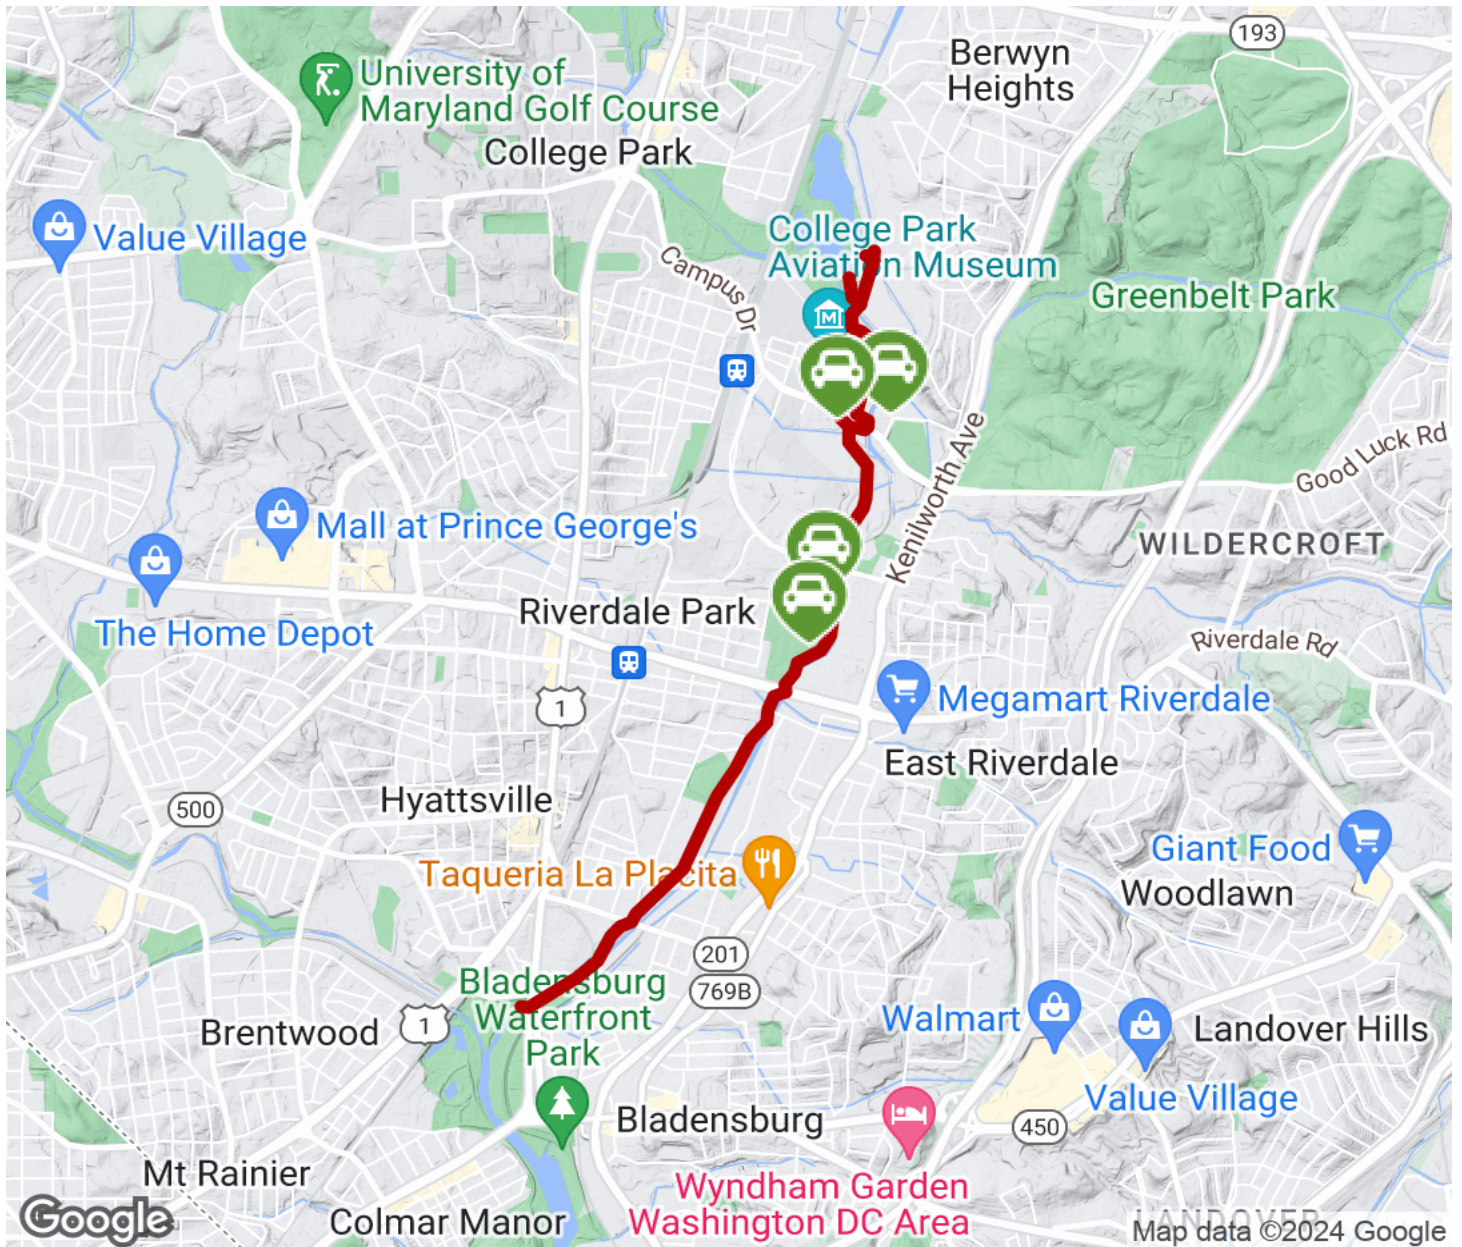 193
Berwyn
Heights
University of
Maryland Golf Course
College Park
Value Village
College Park
Aviation Museum
Campus Dr
M
Greenbelt Park
Kenilworth Ave
Good Luck Rd
Mall at Prince George's
WILDERCROFT
Riverdale Park
The Home Depot
Riverdale Rd
1
Megamart Riverdale
East Riverdale
Hyattsville
500
Giant Food
Taqueria La Placita
Woodlawn
201
Bladensburg
Waterfront
Park
769B
Walmart
1
Brentwood
Landover Hills
Value Village
Bladensburg
450
Mt Rainier
Wyndham Garden
Washington DC Area
Colmar Manor
LANDOVER
Google
Map data ©2024 Google